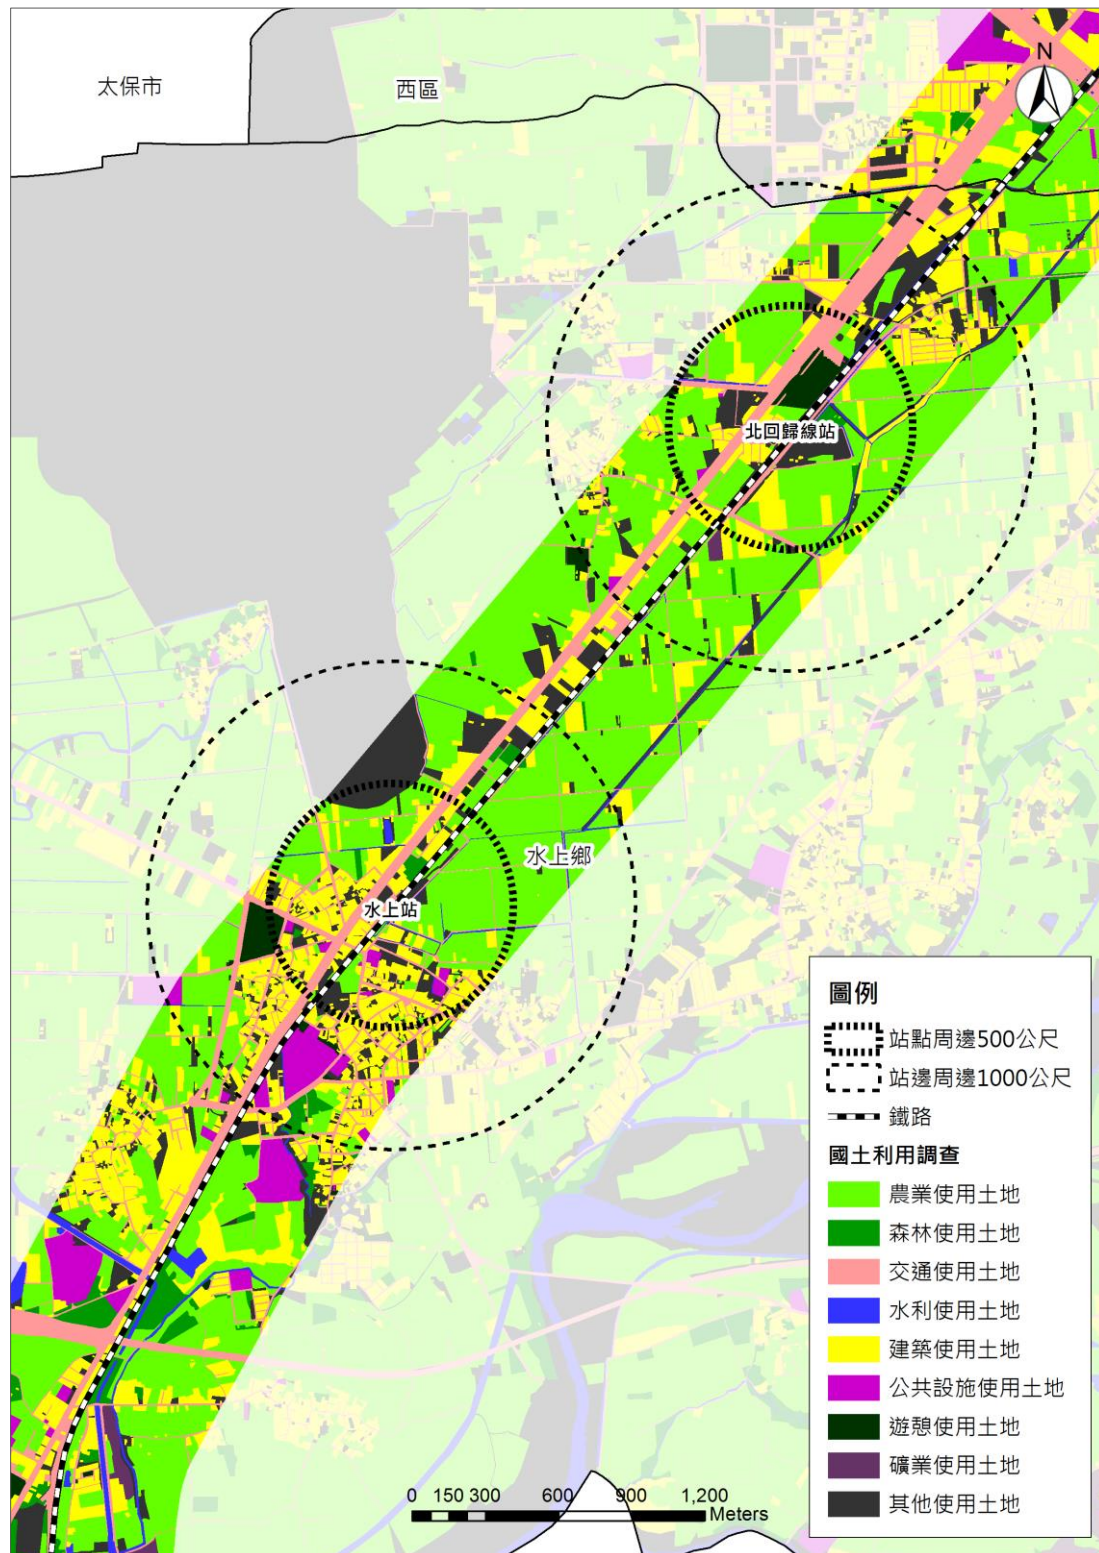 太保市
西區
N
北回歸線站
水上鄉
水上站
圖例
站點周邊500公尺
站邊周邊1000公尺
鐵路
國土利用調查
農業使用土地
森林使用土地
交通使用土地
水利使用土地
建築使用土地
公共設施使用土地
遊憩使用土地
礦業使用土地
其他使用土地
0 150 300 600 900 1,200
Meters